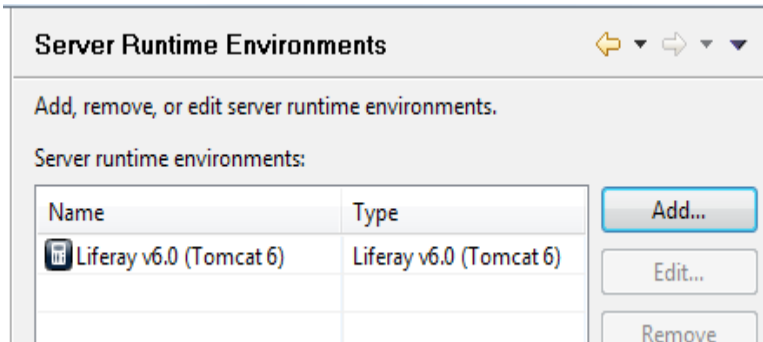 Server Runtime Environments
Add, remove, or edit server runtime environments.
Server runtime environments:
Name Type Add...
Liferay v6.0 (Tomcat 6) Liferay v6.0 (Tomcat 6)
Edit...
Remove